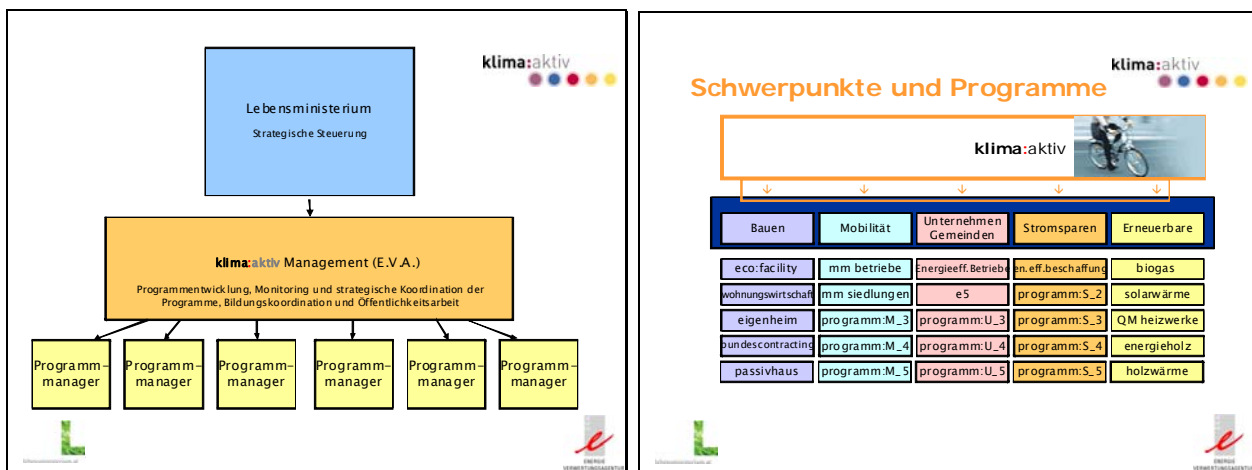 klima:aktiv
Lebensministerium
Strategische Steuerung
klima:aktiv Management (E.V.A.)
Programmentwicklung, Monitoring und strategische Koordination der
Programme, Bildungskoordination und Öffentlichkeitsarbeit
Programm-
manager
Programm-
manager
Programm-
manager
Programm-
manager
Programm-
manager
Programm-
manager
ENERGIE
VERWERTUNGSAGENTUR
klima:aktiv
Schwerpunkte und Programme
klima:aktiv
Bauen
Mobilität
Unternehmen
Gemeinden
Stromsparen
Erneuerbare
eco:facility
mm betriebe
Energieeff.Betriebe
en.eff.beschaffung
biogas
wohnungswirtschaft
mm siedlungen
e5
programm:S_2
solarwärme
eigenheim
programm:M_3
programm:U_3
programm:S_3
QM heizwerke
bundescontracting
programm:M_4
programm:U_4
programm:S_4
energieholz
passivhaus
programm:M_5
programm:U_5
programm:S_5
holzwärme
ENERGIE
VERWERTUNGSAGENTUR